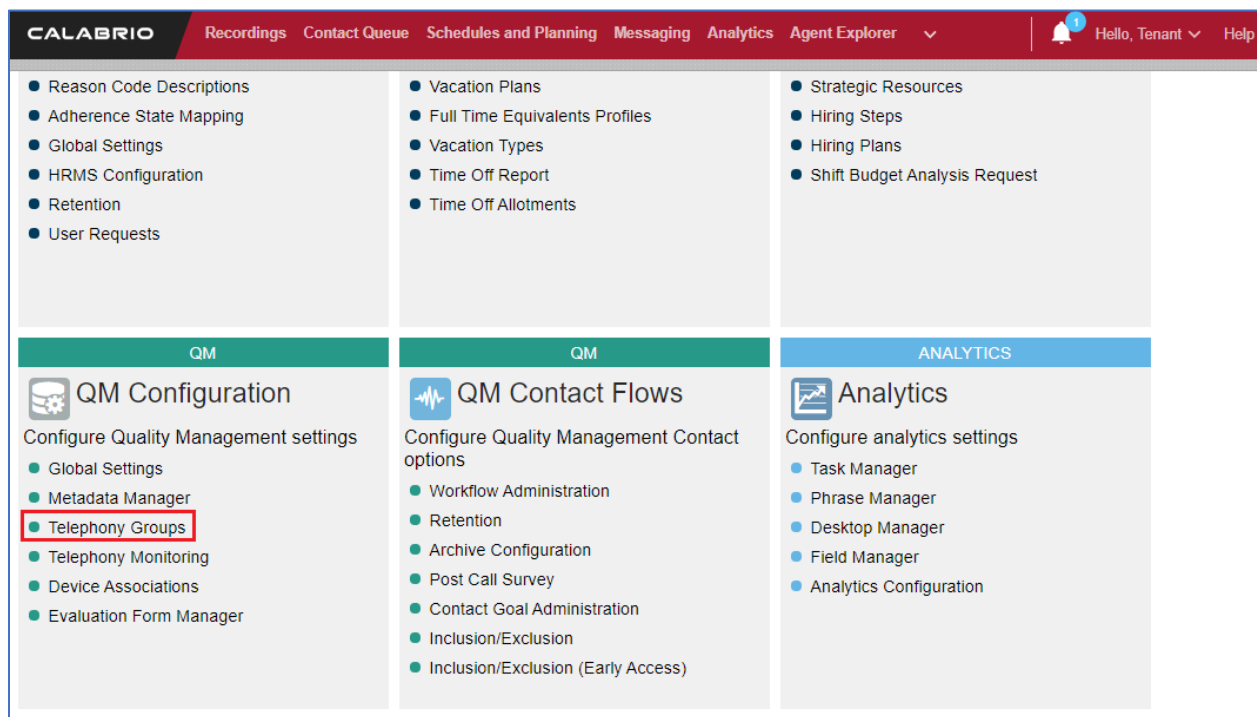 CALABRIO
Recordings Contact Queue Schedules and Planning Messaging Analytics Agent Explorer
1
Hello, Tenant
Help
Reason Code Descriptions
Adherence State Mapping
Global Settings
HRMS Configuration
Retention
User Requests
Vacation Plans
Full Time Equivalents Profiles
Vacation Types
Time Off Report
Time Off Allotments
Strategic Resources
Hiring Steps
Hiring Plans
Shift Budget Analysis Request
QM
QM Configuration
Configure Quality Management settings
Global Settings
Metadata Manager
Telephony Groups
Telephony Monitoring
Device Associations
Evaluation Form Manager
QM
QM Contact Flows
Configure Quality Management Contact
options
Workflow Administration
Retention
Archive Configuration
Post Call Survey
Contact Goal Administration
Inclusion/Exclusion
Inclusion/Exclusion (Early Access)
ANALYTICS
Analytics
Configure analytics settings
Task Manager
Phrase Manager
Desktop Manager
Field Manager
Analytics Configuration